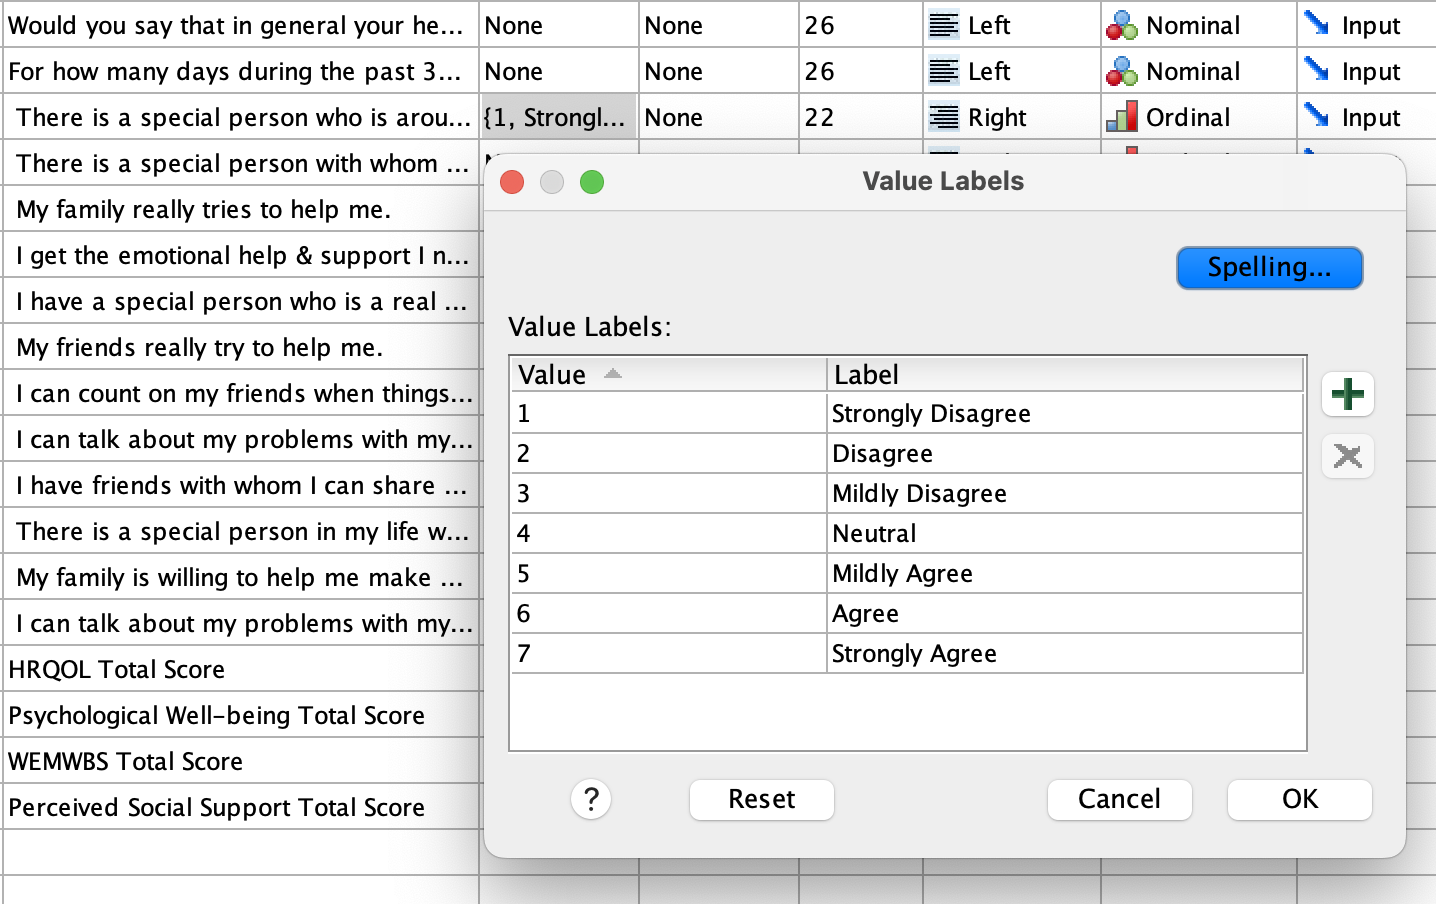 Would you say that in general your he... None None 26 Left Nominal Input
For how many days during the past 3... None None 26 Left Nominal Input
There is a special person who is arou... {1, Strongl... None 22 Right Ordinal Input
There is a special person with whom ...
My family really tries to help me.
I get the emotional help & support I n...
I have a special person who is a real ...
My friends really try to help me.
I can count on my friends when things...
I can talk about my problems with my...
I have friends with whom I can share ...
There is a special person in my life w...
My family is willing to help me make ...
I can talk about my problems with my...
HRQOL Total Score
Psychological Well-being Total Score
WEMWBS Total Score
Perceived Social Support Total Score
Value Labels
Spelling...
Value Labels:
Value Label
1 Strongly Disagree
2 Disagree
3 Mildly Disagree
4 Neutral
5 Mildly Agree
6 Agree
7 Strongly Agree
? Reset Cancel OK